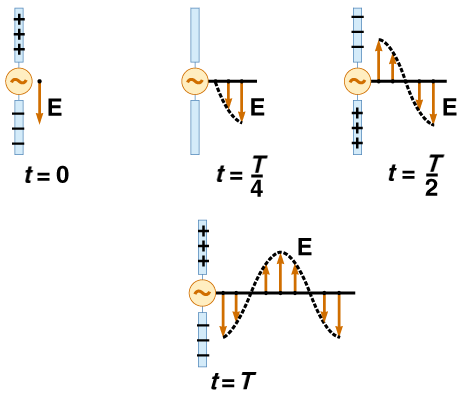 E
t = 0
E
t = T/4
E
t = T/2
E
t = T